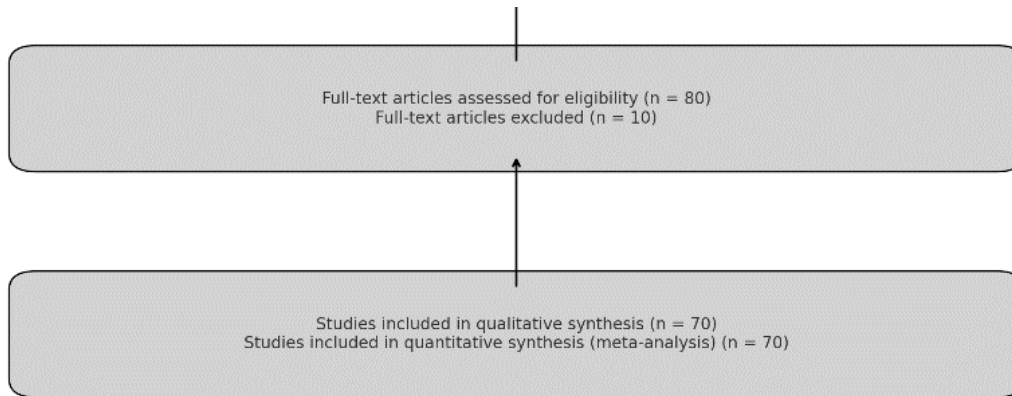 Full-text articles assessed for eligibility (n = 80)
Full-text articles excluded (n = 10)
Studies included in qualitative synthesis (n = 70)
Studies included in quantitative synthesis (meta-analysis) (n = 70)